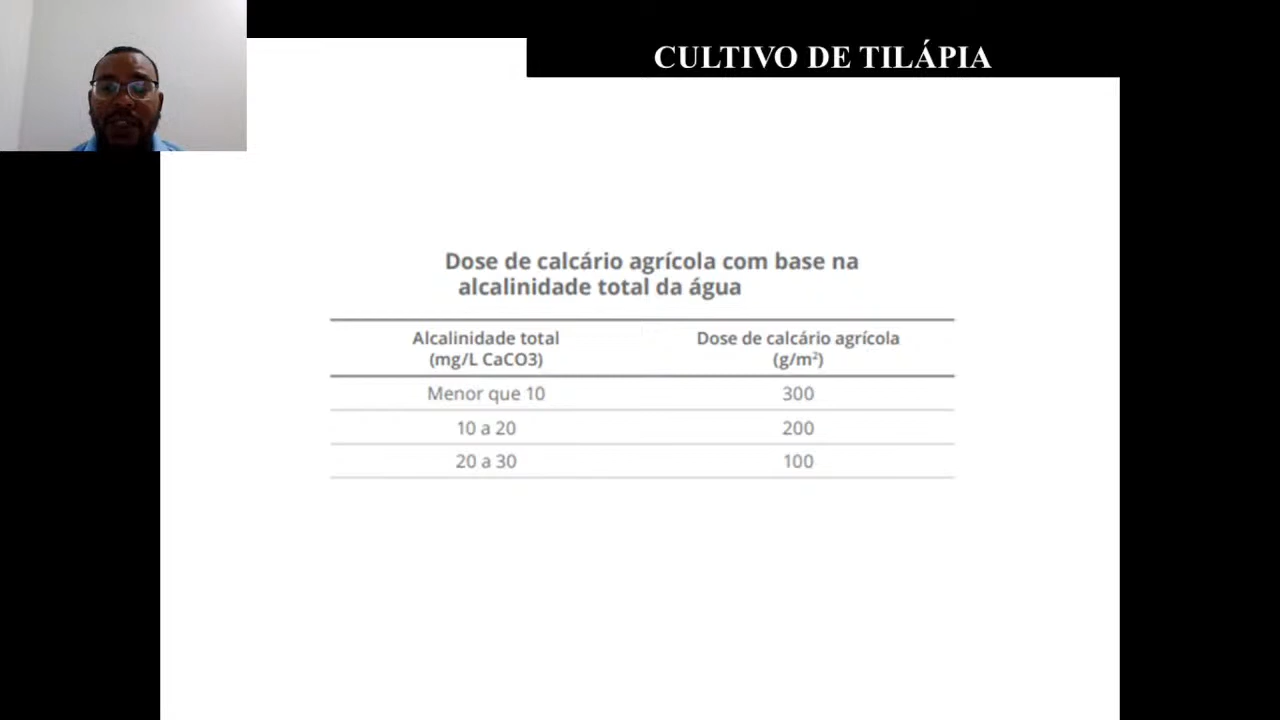 CULTIVO DE TILÁPIA
Dose de calcário agrícola com base na
alcalinidade total da água
Alcalinidade total
(mg/L CaCO3)
Dose de calcário agrícola
(g/m²)
Menor que 10 300
10 a 20 200
20 a 30 100